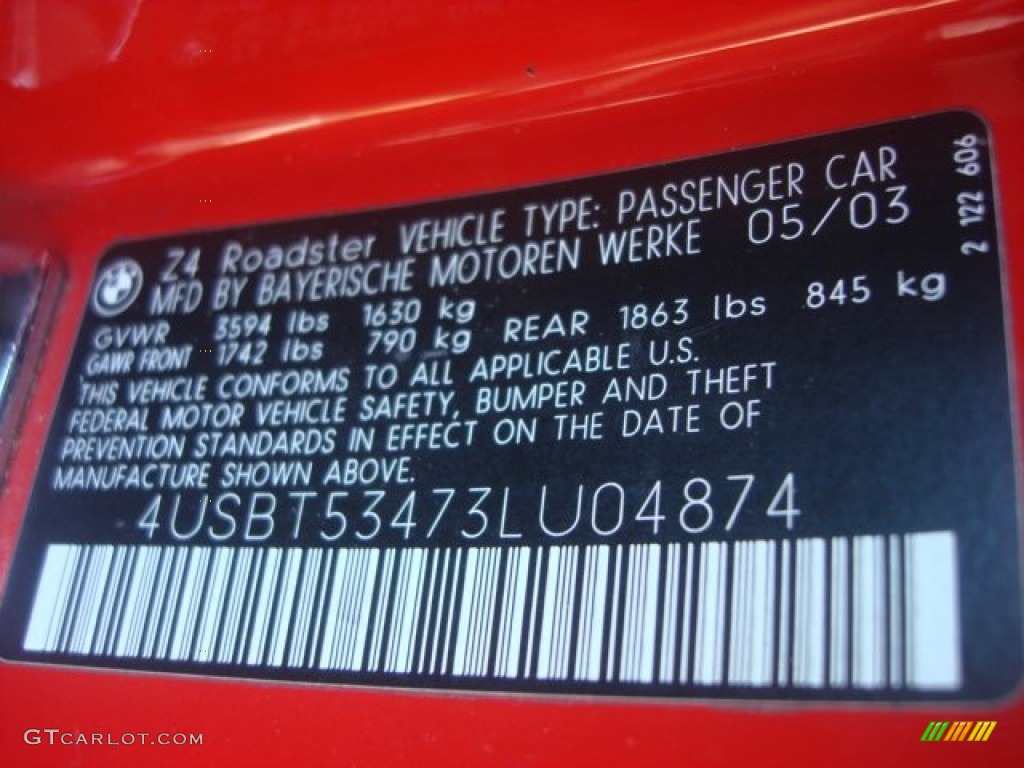 Z4 Roadster VEHICLE TYPE: PASSENGER CAR
MFD BY BAYERISCHE MOTOREN WERKE 05/03
GVWR 3594 lbs 1630 kg
GAWR FRONT 1742 lbs 790 kg REAR 1863 lbs 845 kg
THIS VEHICLE CONFORMS TO ALL APPLICABLE U.S.
FEDERAL MOTOR VEHICLE SAFETY, BUMPER AND THEFT
PREVENTION STANDARDS IN EFFECT ON THE DATE OF
MANUFACTURE SHOWN ABOVE.
4USBT53473LU04874
2 122 606
GTCARLOT.COM